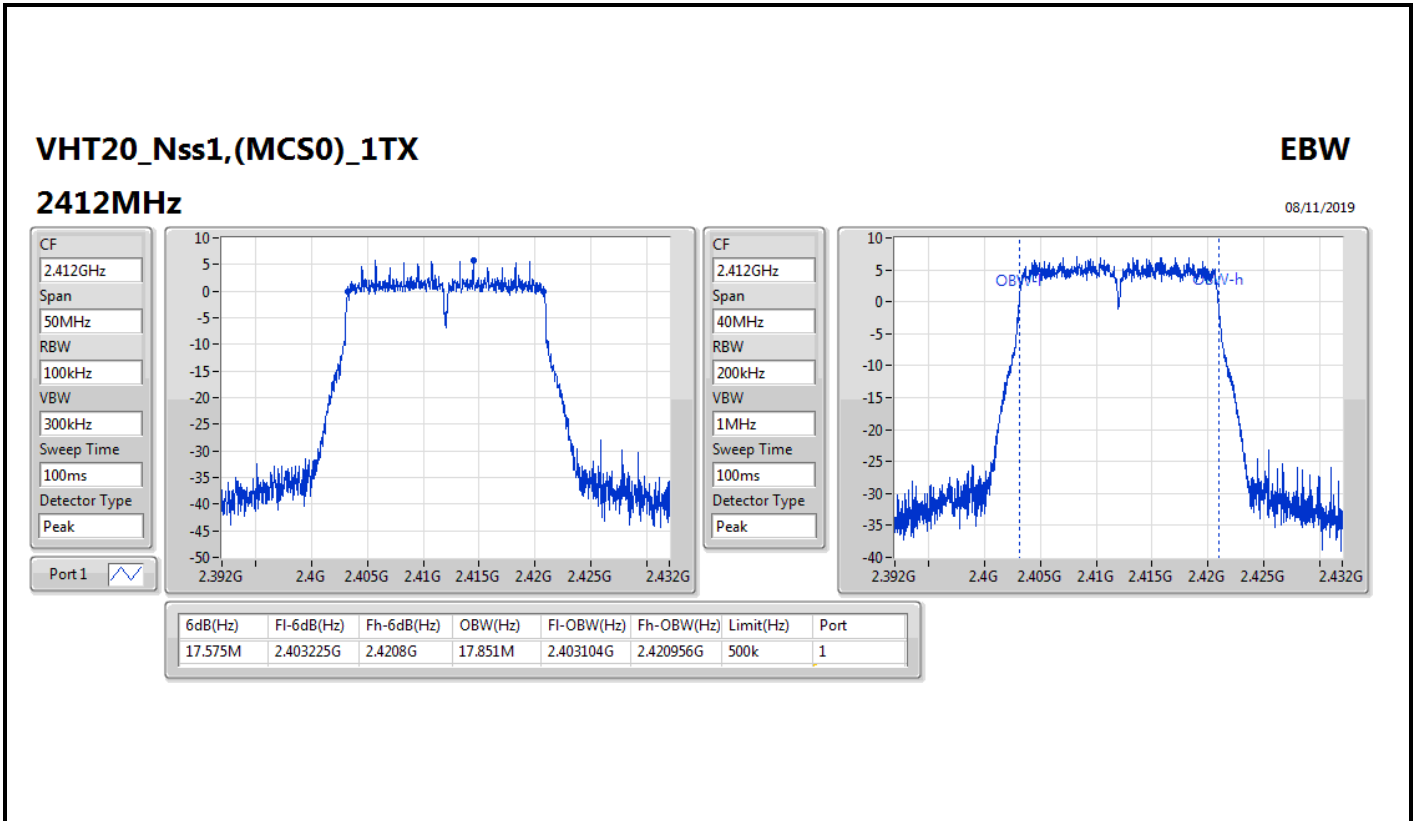 VHT20_Nss1,(MCS0)_1TX
EBW
2412MHz
08/11/2019
CF
2.412GHz
Span
50MHz
RBW
100kHz
VBW
300kHz
Sweep Time
100ms
Detector Type
Peak
Port 1
10
5
0
-5
-10
-15
-20
-25
-30
-35
-40
-45
-50
2.392G 2.4G 2.405G 2.41G 2.415G 2.42G 2.425G 2.432G
CF
2.412GHz
Span
40MHz
RBW
200kHz
VBW
1MHz
Sweep Time
100ms
Detector Type
Peak
10
5
0
-5
-10
-15
-20
-25
-30
-35
-40
OBW-l
OBW-h
2.392G 2.4G 2.405G 2.41G 2.415G 2.42G 2.425G 2.432G
6dB(Hz) Fl-6dB(Hz) Fh-6dB(Hz) OBW(Hz) Fl-OBW(Hz) Fh-OBW(Hz) Limit(Hz) Port
17.575M 2.403225G 2.4208G 17.851M 2.403104G 2.420956G 500k 1